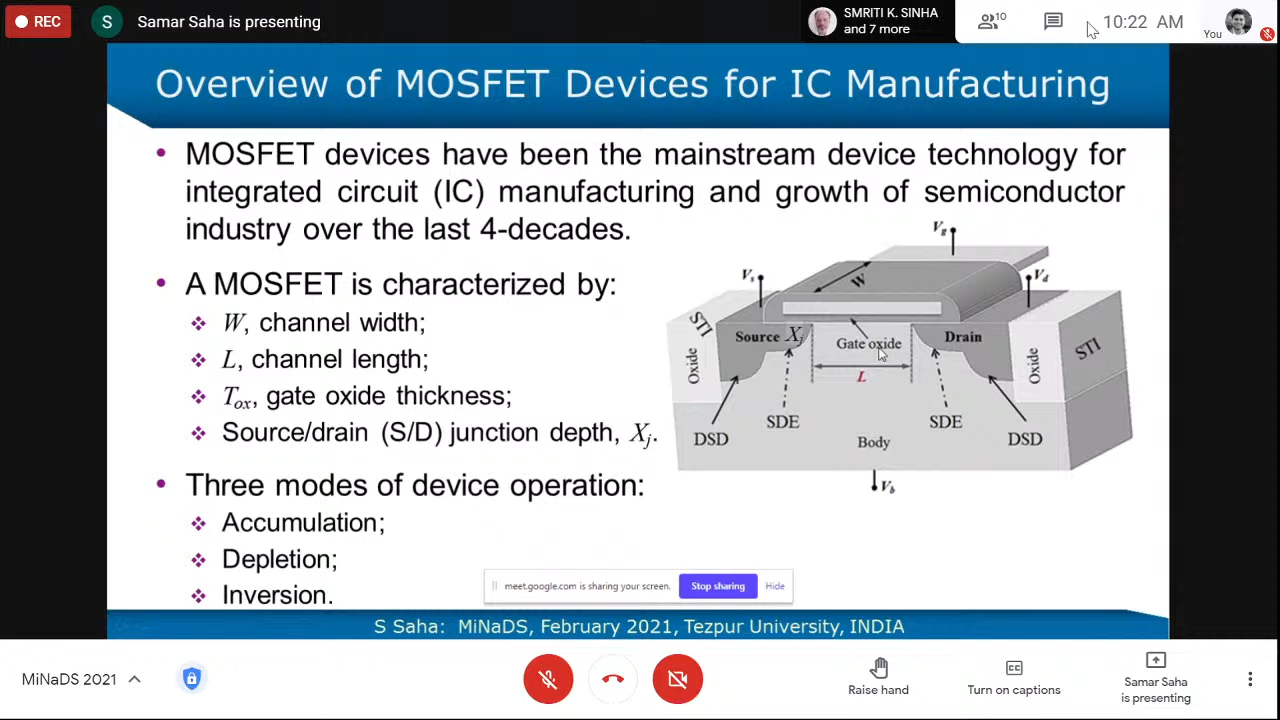 REC
S
Samar Saha is presenting
SMRITI K. SINHA
and 7 more
10
10:22 AM
You
Overview of MOSFET Devices for IC Manufacturing
• MOSFET devices have been the mainstream device technology for
integrated circuit (IC) manufacturing and growth of semiconductor
industry over the last 4-decades.
• A MOSFET is characterized by:
❖ W, channel width;
❖ L, channel length;
❖ Tox, gate oxide thickness;
❖ Source/drain (S/D) junction depth, Xj.
• Three modes of device operation:
❖ Accumulation;
❖ Depletion;
❖ Inversion.
Vg
Vs
W
Vd
STI
Source Xj
Gate oxide
Drain
STI
Oxide
L
Oxide
SDE
SDE
DSD
DSD
Body
Vb
meet.google.com is sharing your screen.
Stop sharing
Hide
S Saha: MiNaDS, February 2021, Tezpur University, INDIA
MiNaDS 2021
Raise hand
CC
Turn on captions
Samar Saha
is presenting